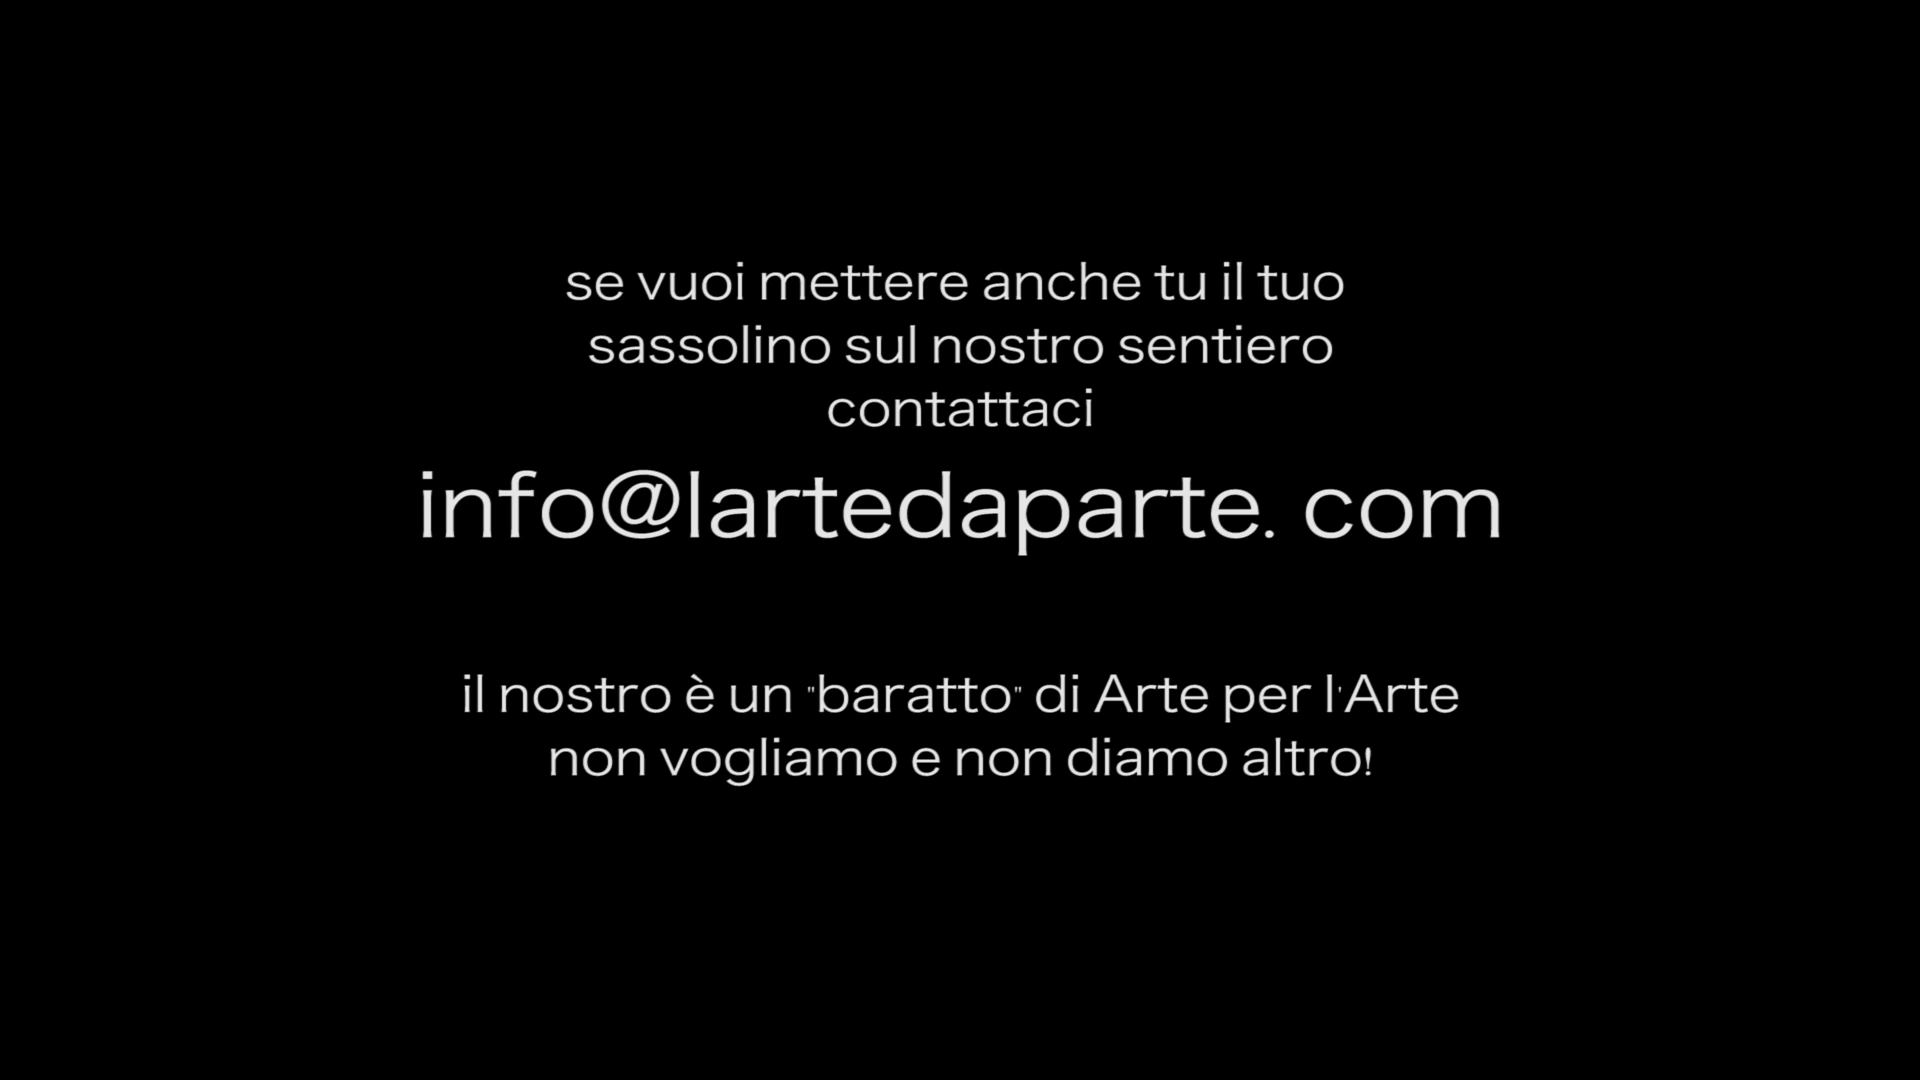 se vuoi mettere anche tu il tuo
sassolino sul nostro sentiero
contattaci
info@lartedaparte. com
il nostro è un "baratto" di Arte per l'Arte
non vogliamo e non diamo altro!